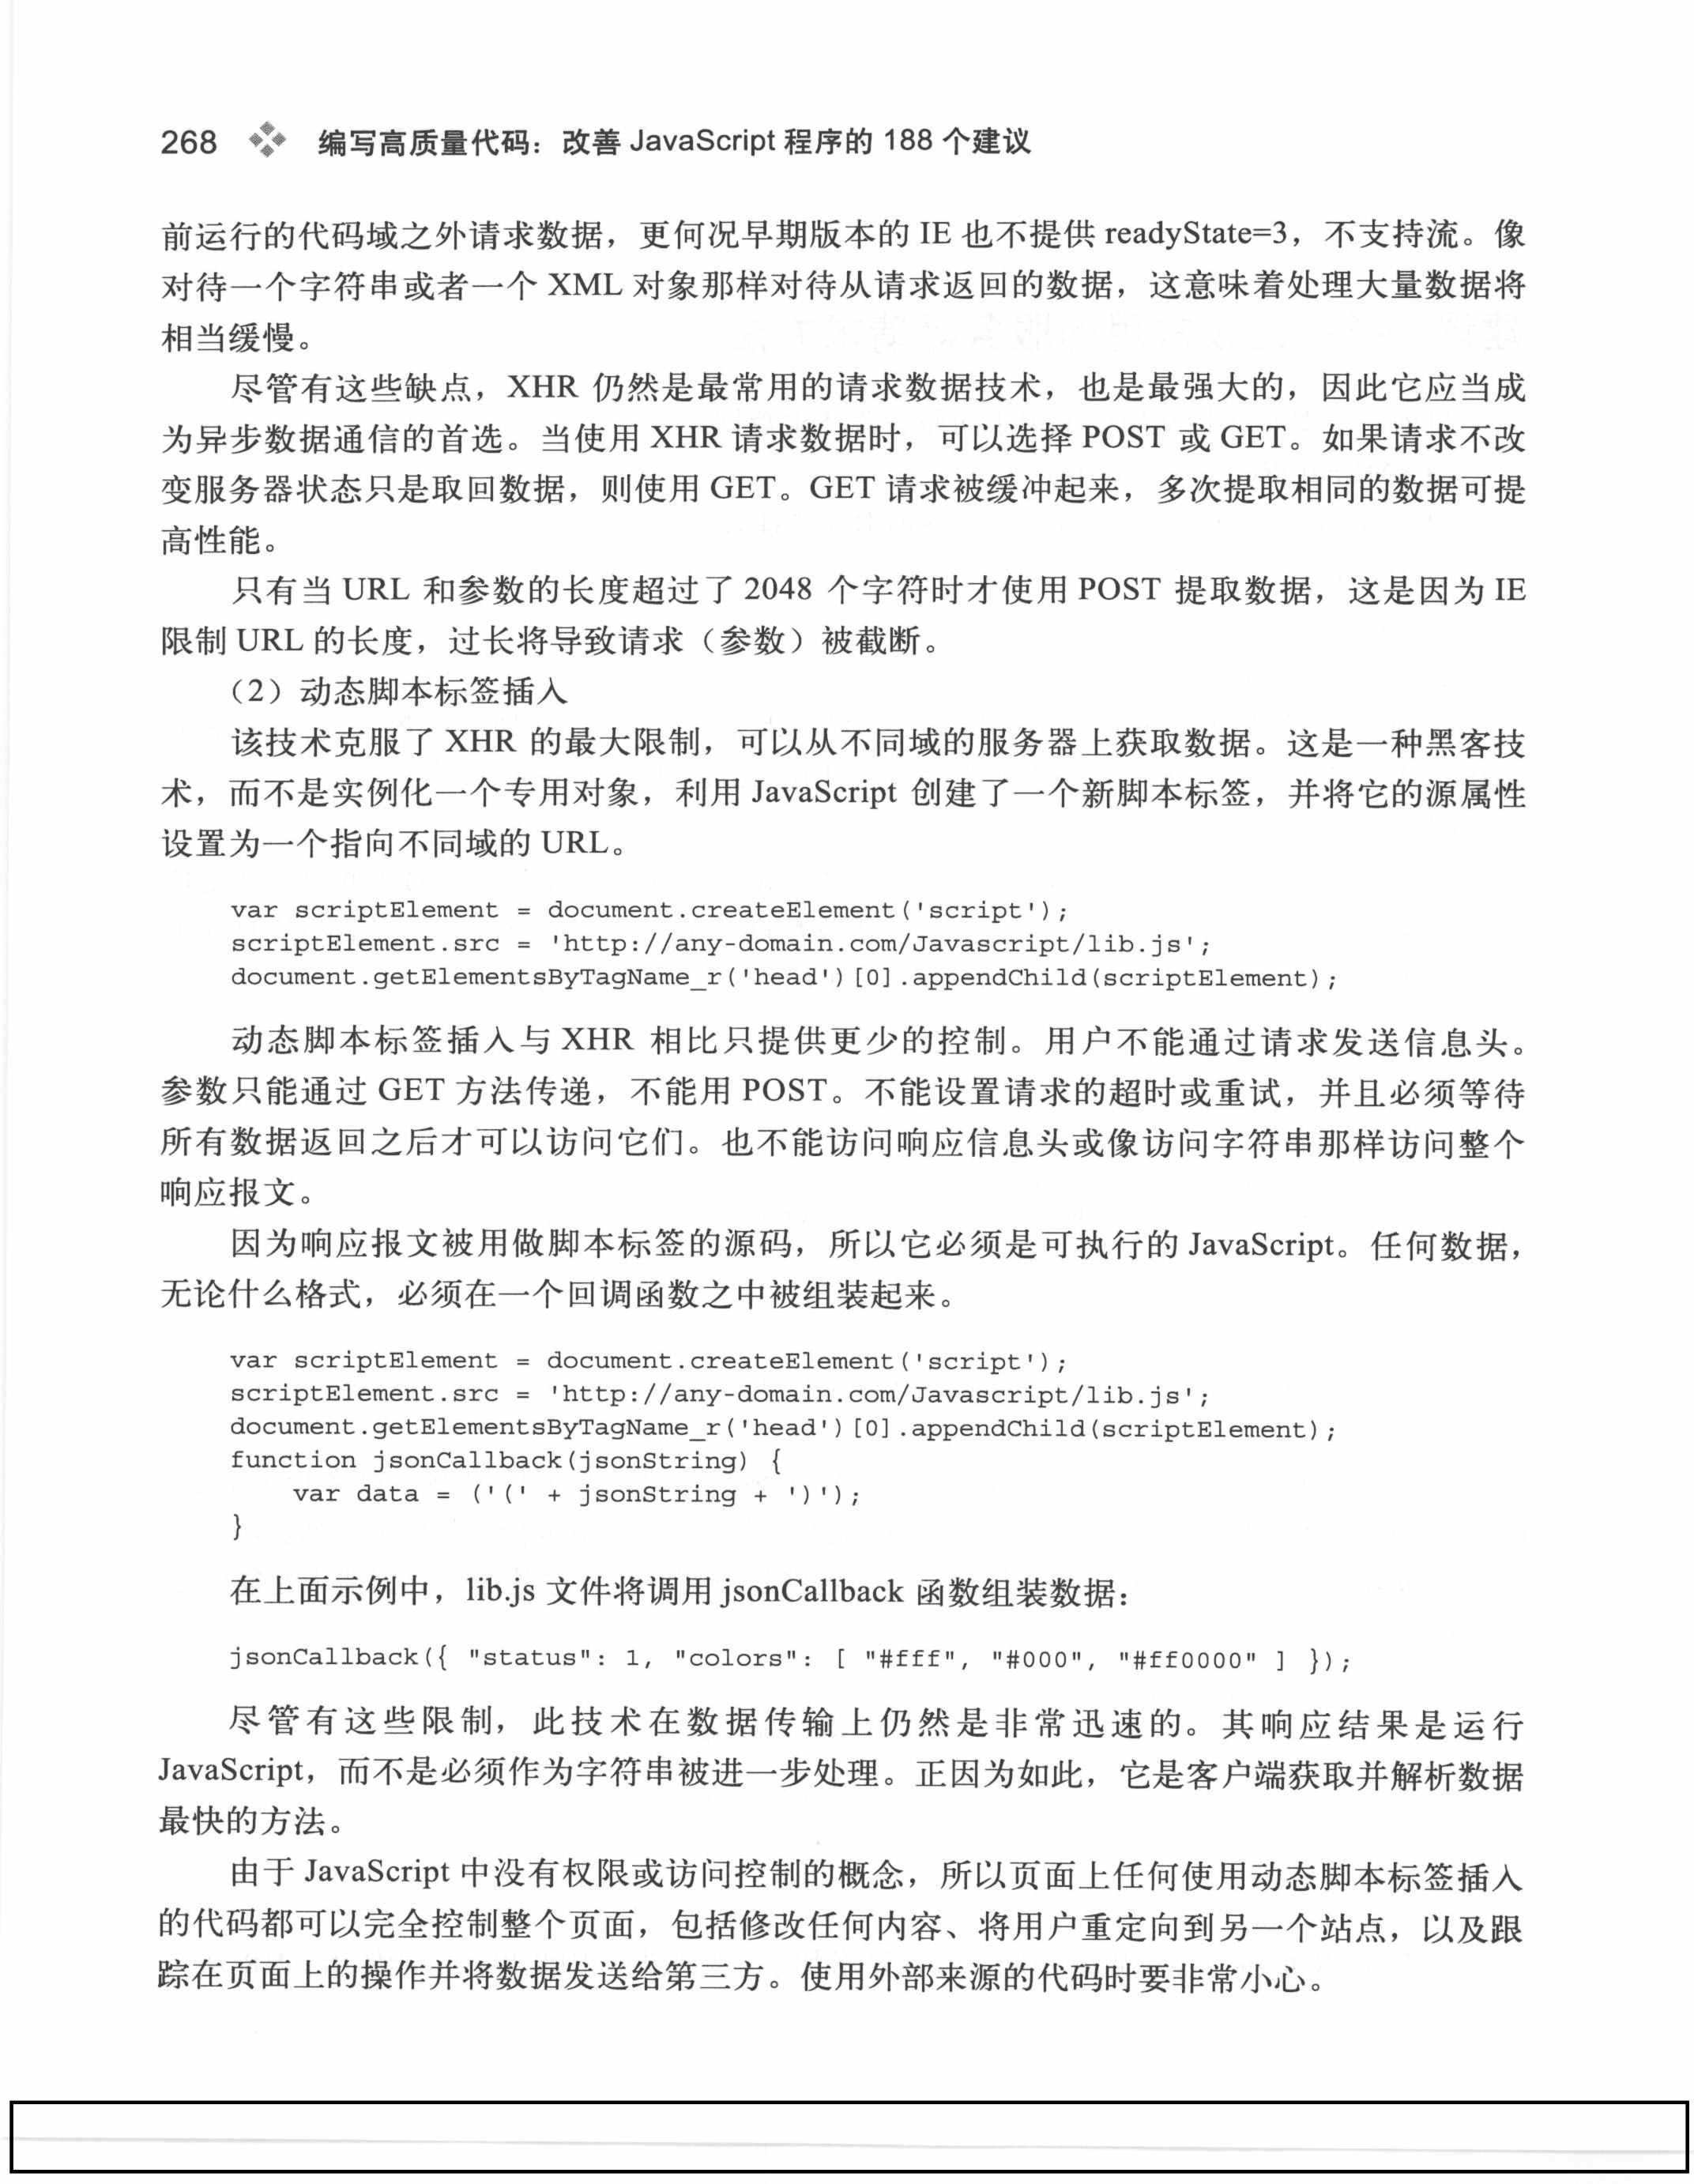 268 编写高质量代码：改善 JavaScript 程序的 188 个建议
前运行的代码域之外请求数据，更何况早期版本的 IE 也不提供 readyState=3，不支持流。像
对待一个字符串或者一个 XML 对象那样对待从请求返回的数据，这意味着处理大量数据将
相当缓慢。
尽管有这些缺点，XHR 仍然是最常用的请求数据技术，也是最强大的，因此它应当成
为异步数据通信的首选。当使用 XHR 请求数据时，可以选择 POST 或 GET。如果请求不改
变服务器状态只是取回数据，则使用 GET。GET 请求被缓冲起来，多次提取相同的数据可提
高性能。
只有当 URL 和参数的长度超过了 2048 个字符时才使用 POST 提取数据，这是因为 IE
限制 URL 的长度，过长将导致请求（参数）被截断。
（2）动态脚本标签插入
该技术克服了 XHR 的最大限制，可以从不同域的服务器上获取数据。这是一种黑客技
术，而不是实例化一个专用对象，利用 JavaScript 创建了一个新脚本标签，并将它的源属性
设置为一个指向不同域的 URL。
var scriptElement = document.createElement('script');
scriptElement.src = 'http://any-domain.com/Javascript/lib.js';
document.getElementsByTagName_r('head')[0].appendChild(scriptElement);
动态脚本标签插入与 XHR 相比只提供更少的控制。用户不能通过请求发送信息头。
参数只能通过 GET 方法传递，不能用 POST。不能设置请求的超时或重试，并且必须等待
所有数据返回之后才可以访问它们。也不能访问响应信息头或像访问字符串那样访问整个
响应报文。
因为响应报文被用做脚本标签的源码，所以它必须是可执行的 JavaScript。任何数据，
无论什么格式，必须在一个回调函数之中被组装起来。
var scriptElement = document.createElement('script');
scriptElement.src = 'http://any-domain.com/Javascript/lib.js';
document.getElementsByTagName_r('head')[0].appendChild(scriptElement);
function jsonCallback(jsonString) {
    var data = ('(' + jsonString + ')');
}
在上面示例中，lib.js 文件将调用 jsonCallback 函数组装数据：
jsonCallback({ "status": 1, "colors": [ "#fff", "#000", "#ff0000" ] });
尽管有这些限制，此技术在数据传输上仍然是非常迅速的。其响应结果是运行
JavaScript，而不是必须作为字符串被进一步处理。正因为如此，它是客户端获取并解析数据
最快的方法。
由于 JavaScript 中没有权限或访问控制的概念，所以页面上任何使用动态脚本标签插入
的代码都可以完全控制整个页面，包括修改任何内容、将用户重定向到另一个站点，以及跟
踪在页面上的操作并将数据发送给第三方。使用外部来源的代码时要非常小心。